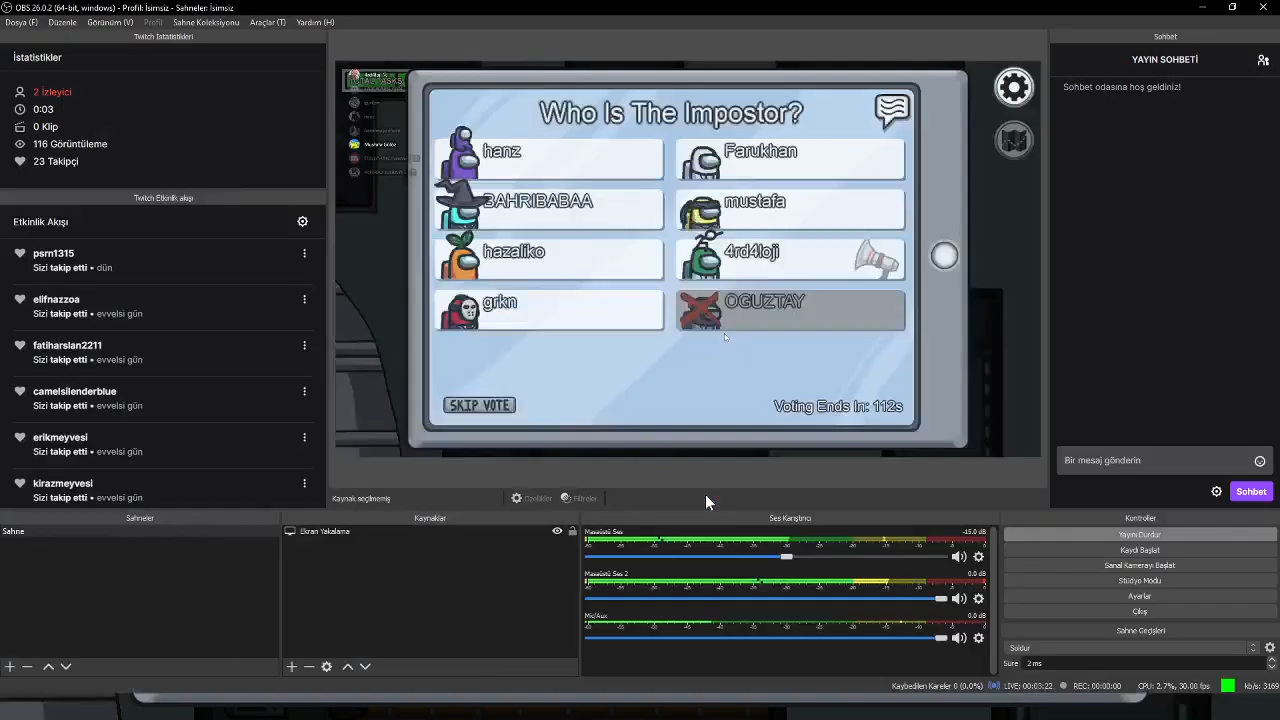 OBS 26.0.2 (64-bit, windows) - Profil: İsimsiz - Sahneler: İsimsiz
Dosya (F) Düzenle Görünüm (V) Profil Sahne Koleksiyonu Araçlar (T) Yardım (H)
Twitch İstatistikleri
İstatistikler
2 İzleyici
0:03
0 Klip
116 Görüntüleme
23 Takipçi
Twitch Etkinlik akışı
Etkinlik Akışı
psrn1315
Sizi takip etti • dün
elifnazzoa
Sizi takip etti • evvelsi gün
fatiharslan2211
Sizi takip etti • evvelsi gün
camelsilenderblue
Sizi takip etti • evvelsi gün
erikmeyvesi
Sizi takip etti • evvelsi gün
kirazmeyvesi
Sizi takip etti • evvelsi gün
Who Is The Impostor?
hanz
Farukhan
BAHRIBABAA
mustafa
hazaliko
4rd4loji
grkn
OGUZTAY
SKIP VOTE
Voting Ends In: 112s
Sohbet
YAYIN SOHBETİ
Sohbet odasına hoş geldiniz!
Bir mesaj gönderin
Sohbet
Kaynak seçilmemiş
Özellikler
Filtreler
Sahneler
Sahne
Kaynaklar
Ekran Yakalama
Ses Karıştırıcı
Masaüstü Ses
-15.0 dB
Masaüstü Ses 2
0.0 dB
Mic/Aux
0.0 dB
Kontroller
Yayını Durdur
Kaydı Başlat
Sanal Kamerayı Başlat
Stüdyo Modu
Ayarlar
Çıkış
Sahne Geçişleri
Soldur
Süre 2 ms
Kaybedilen Kareler 0 (0.0%) LIVE: 00:03:22 REC: 00:00:00 CPU: 2.7%, 30.00 fps kb/s: 3169